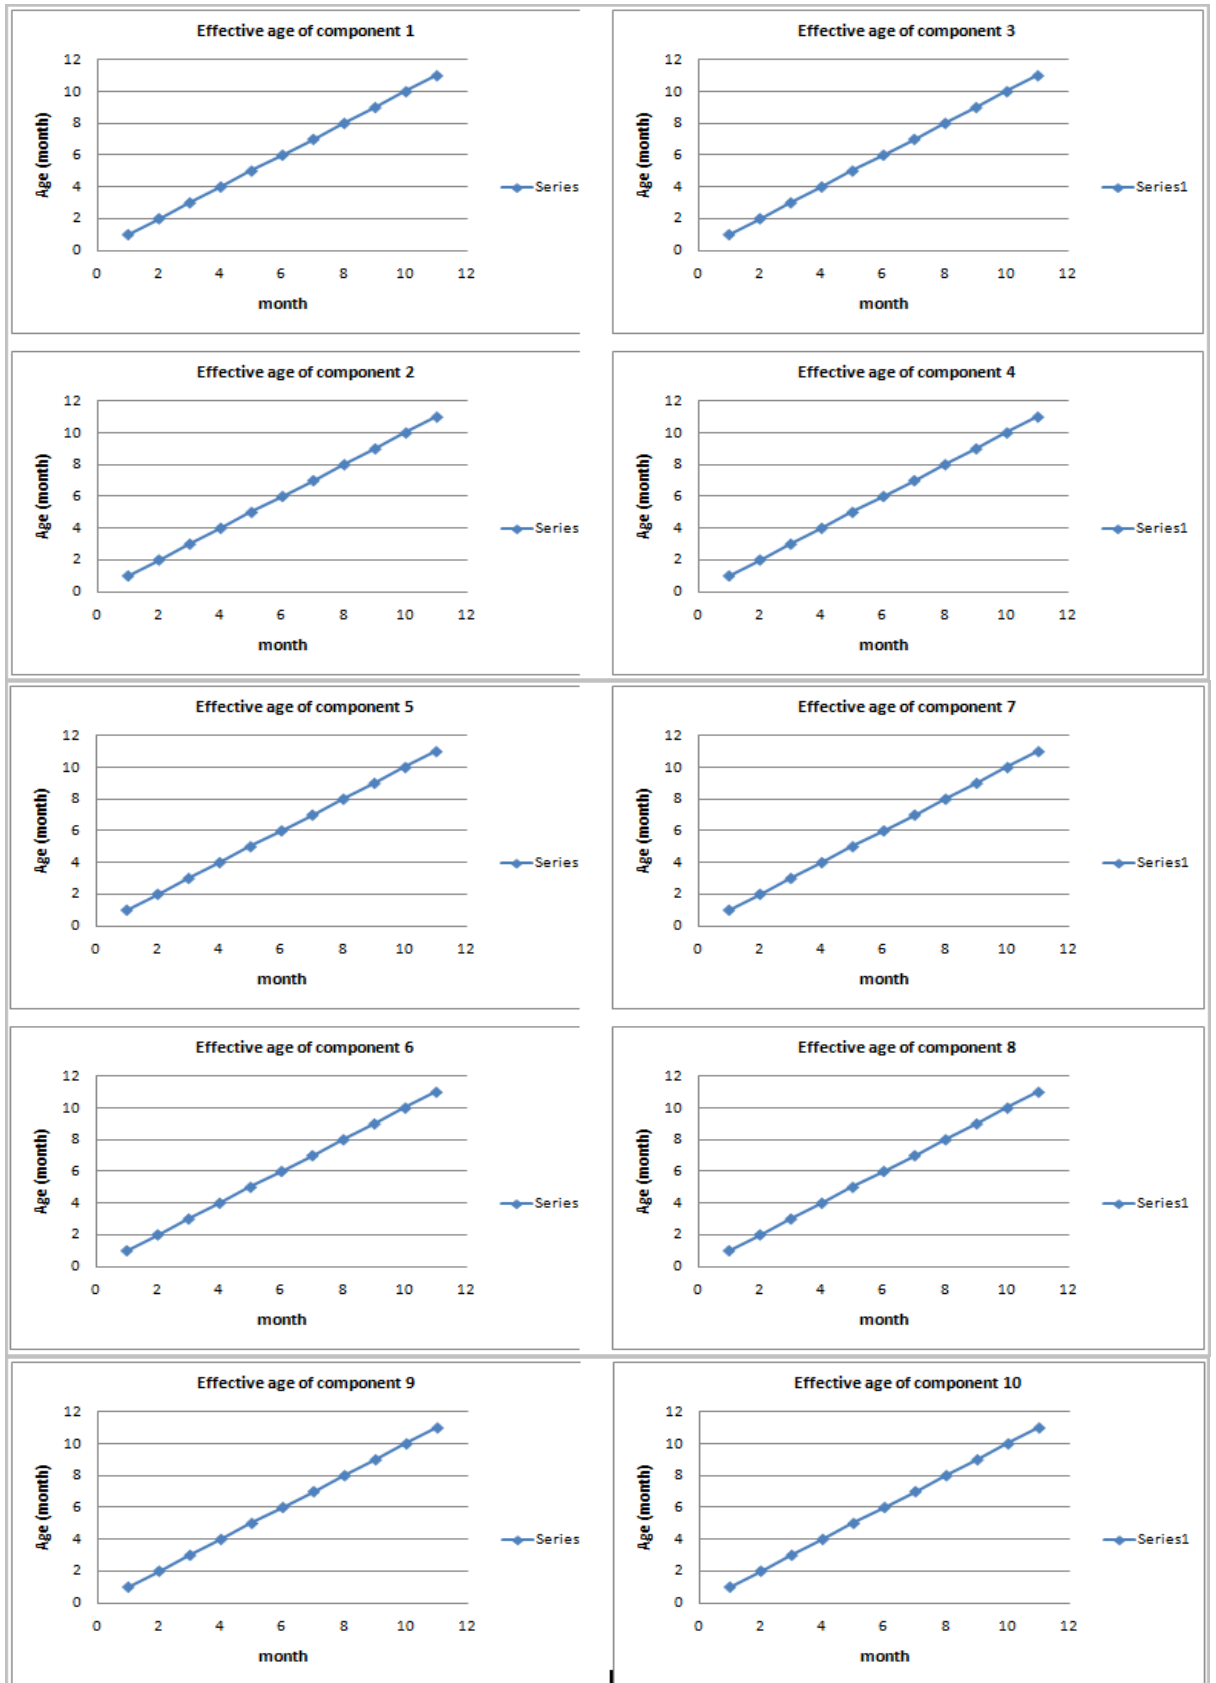 Effective age of component 1
12
10
8
6
4
2
0
Age (month)
0 2 4 6 8 10 12
month
Series
Effective age of component 3
12
10
8
6
4
2
0
Age (month)
0 2 4 6 8 10 12
month
Series1
Effective age of component 2
12
10
8
6
4
2
0
Age (month)
0 2 4 6 8 10 12
month
Series
Effective age of component 4
12
10
8
6
4
2
0
Age (month)
0 2 4 6 8 10 12
month
Series1
Effective age of component 5
12
10
8
6
4
2
0
Age (month)
0 2 4 6 8 10 12
month
Series
Effective age of component 7
12
10
8
6
4
2
0
Age (month)
0 2 4 6 8 10 12
month
Series1
Effective age of component 6
12
10
8
6
4
2
0
Age (month)
0 2 4 6 8 10 12
month
Series
Effective age of component 8
12
10
8
6
4
2
0
Age (month)
0 2 4 6 8 10 12
month
Series1
Effective age of component 9
12
10
8
6
4
2
0
Age (month)
0 2 4 6 8 10 12
month
Series
Effective age of component 10
12
10
8
6
4
2
0
Age (month)
0 2 4 6 8 10 12
month
Series1